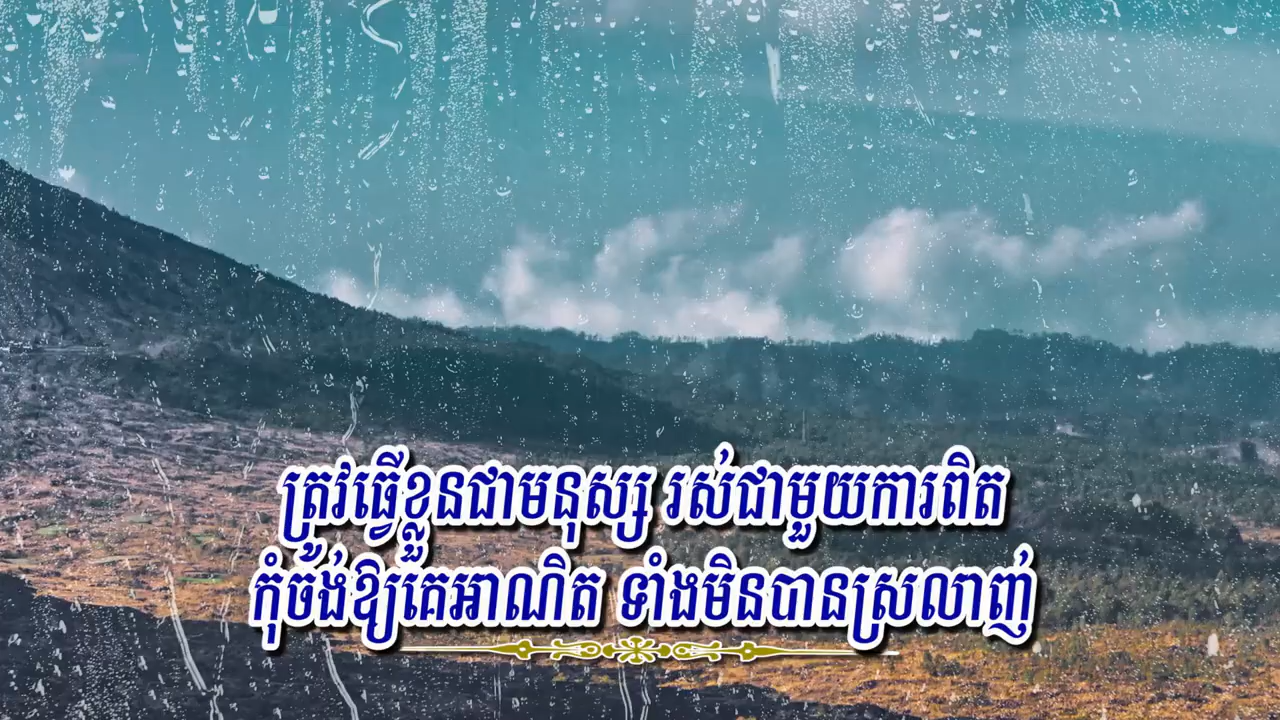 ត្រូវធ្វើខ្លួនជាមនុស្ស រស់ជាមួយការពិត
កុំចង់ឱ្យគេអាណិត ទាំងមិនបានស្រលាញ់